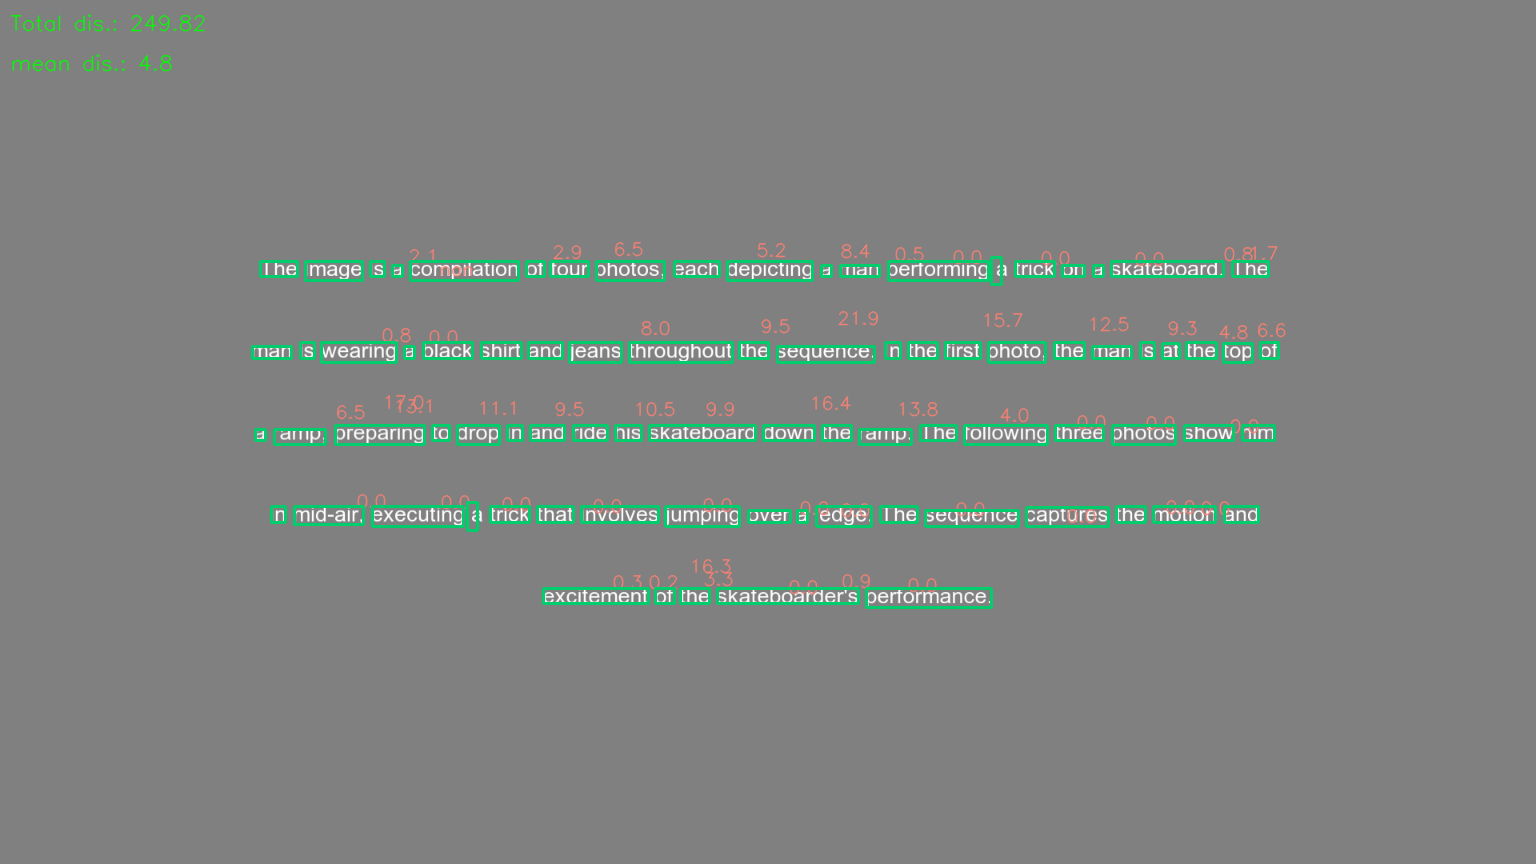 Total dis.: 249.82
mean dis.: 4.8
2.1 2.9 6.5 5.2 8.4 0.5 0.0 0.0 0.0 0.8 1.7
The image is a compilation of four photos, each depicting a man performing a trick on a skateboard. The
0.8 0.0 8.0 9.5 21.9 15.7 12.5 9.3 4.8 6.6
man is wearing a black shirt and jeans throughout the sequence. In the first photo, the man is at the top of
6.5 17.0 13.1 11.1 9.5 10.5 9.9 16.4 13.8 4.0 0.0 0.0 0.0
a ramp, preparing to drop in and ride his skateboard down the ramp. The following three photos show him
0.0 0.0 0.0 0.0 0.0 0.0
in mid-air, executing a trick that involves jumping over a ledge. The sequence captures the motion and
16.3
0.3 0.2 3.3 0.0 0.9 0.0
excitement of the skateboarder's performance.